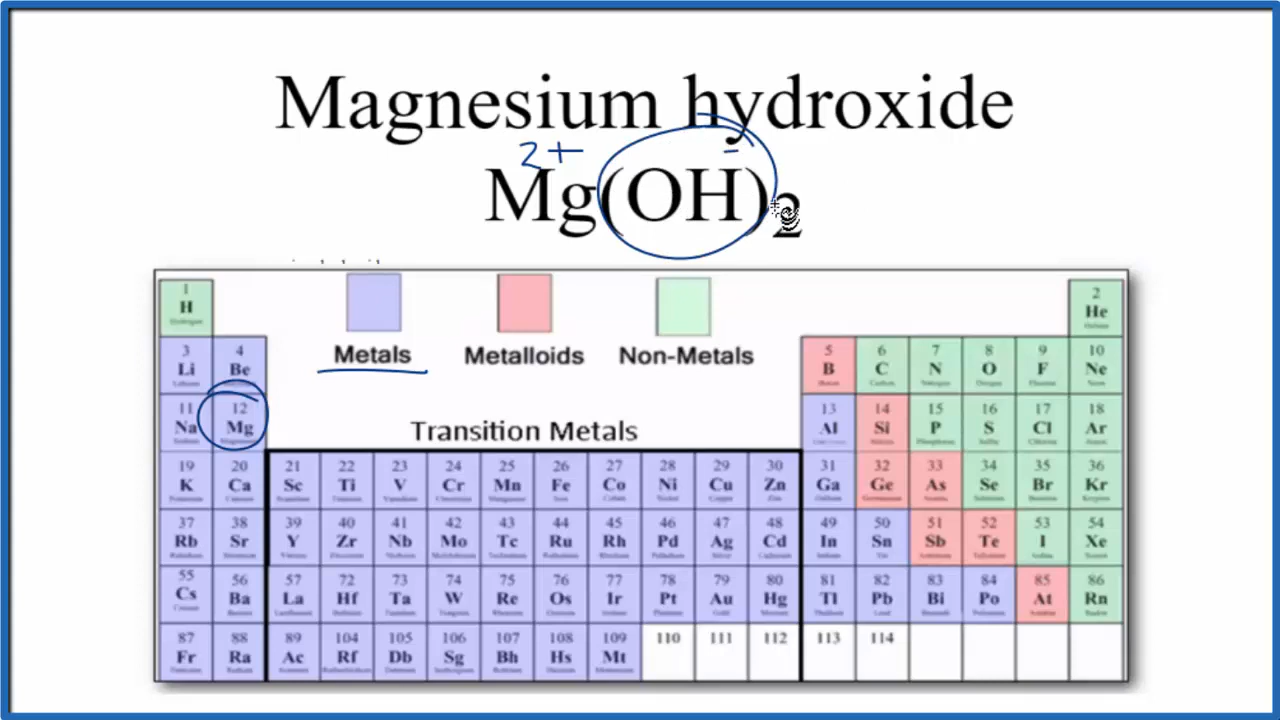 Magnesium hydroxide
2+ -
Mg(OH)2
1 2
H He
Metals Metalloids Non-Metals
3 4 5 6 7 8 9 10
Li Be B C N O F Ne
11 12 13 14 15 16 17 18
Na Mg Al Si P S Cl Ar
Transition Metals
19 20 21 22 23 24 25 26 27 28 29 30 31 32 33 34 35 36
K Ca Sc Ti V Cr Mn Fe Co Ni Cu Zn Ga Ge As Se Br Kr
37 38 39 40 41 42 43 44 45 46 47 48 49 50 51 52 53 54
Rb Sr Y Zr Nb Mo Tc Ru Rh Pd Ag Cd In Sn Sb Te I Xe
55 56 57 72 73 74 75 76 77 78 79 80 81 82 83 84 85 86
Cs Ba La Hf Ta W Re Os Ir Pt Au Hg Tl Pb Bi Po At Rn
87 88 89 104 105 106 107 108 109 110 111 112 113 114
Fr Ra Ac Rf Db Sg Bh Hs Mt